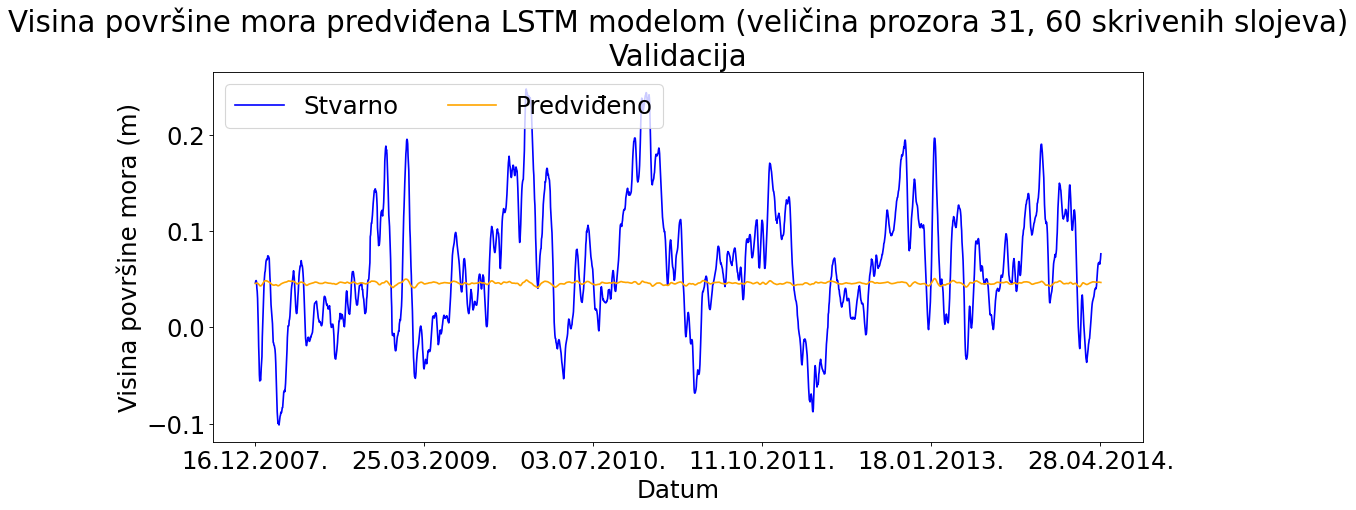 Visina površine mora predviđena LSTM modelom (veličina prozora 31, 60 skrivenih slojeva)
Validacija
Stvarno
Predviđeno
Visina površine mora (m)
0.2
0.1
0.0
−0.1
16.12.2007.
25.03.2009.
03.07.2010.
11.10.2011.
18.01.2013.
28.04.2014.
Datum